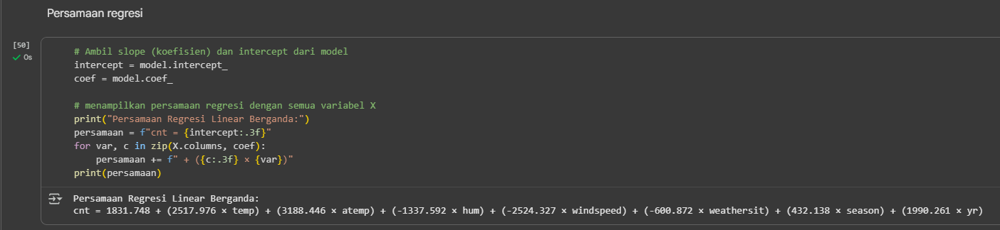 Persamaan regresi
[50]
0s
# Ambil slope (koefisien) dan intercept dari model
intercept = model.intercept_
coef = model.coef_
# menampilkan persamaan regresi dengan semua variabel X
print("Persamaan Regresi Linear Berganda:")
persamaan = f"cnt = {intercept:.3f}"
for var, c in zip(X.columns, coef):
    persamaan += f" + ({c:.3f} × {var})"
print(persamaan)
Persamaan Regresi Linear Berganda:
cnt = 1831.748 + (2517.976 × temp) + (3188.446 × atemp) + (-1337.592 × hum) + (-2524.327 × windspeed) + (-600.872 × weathersit) + (432.138 × season) + (1990.261 × yr)